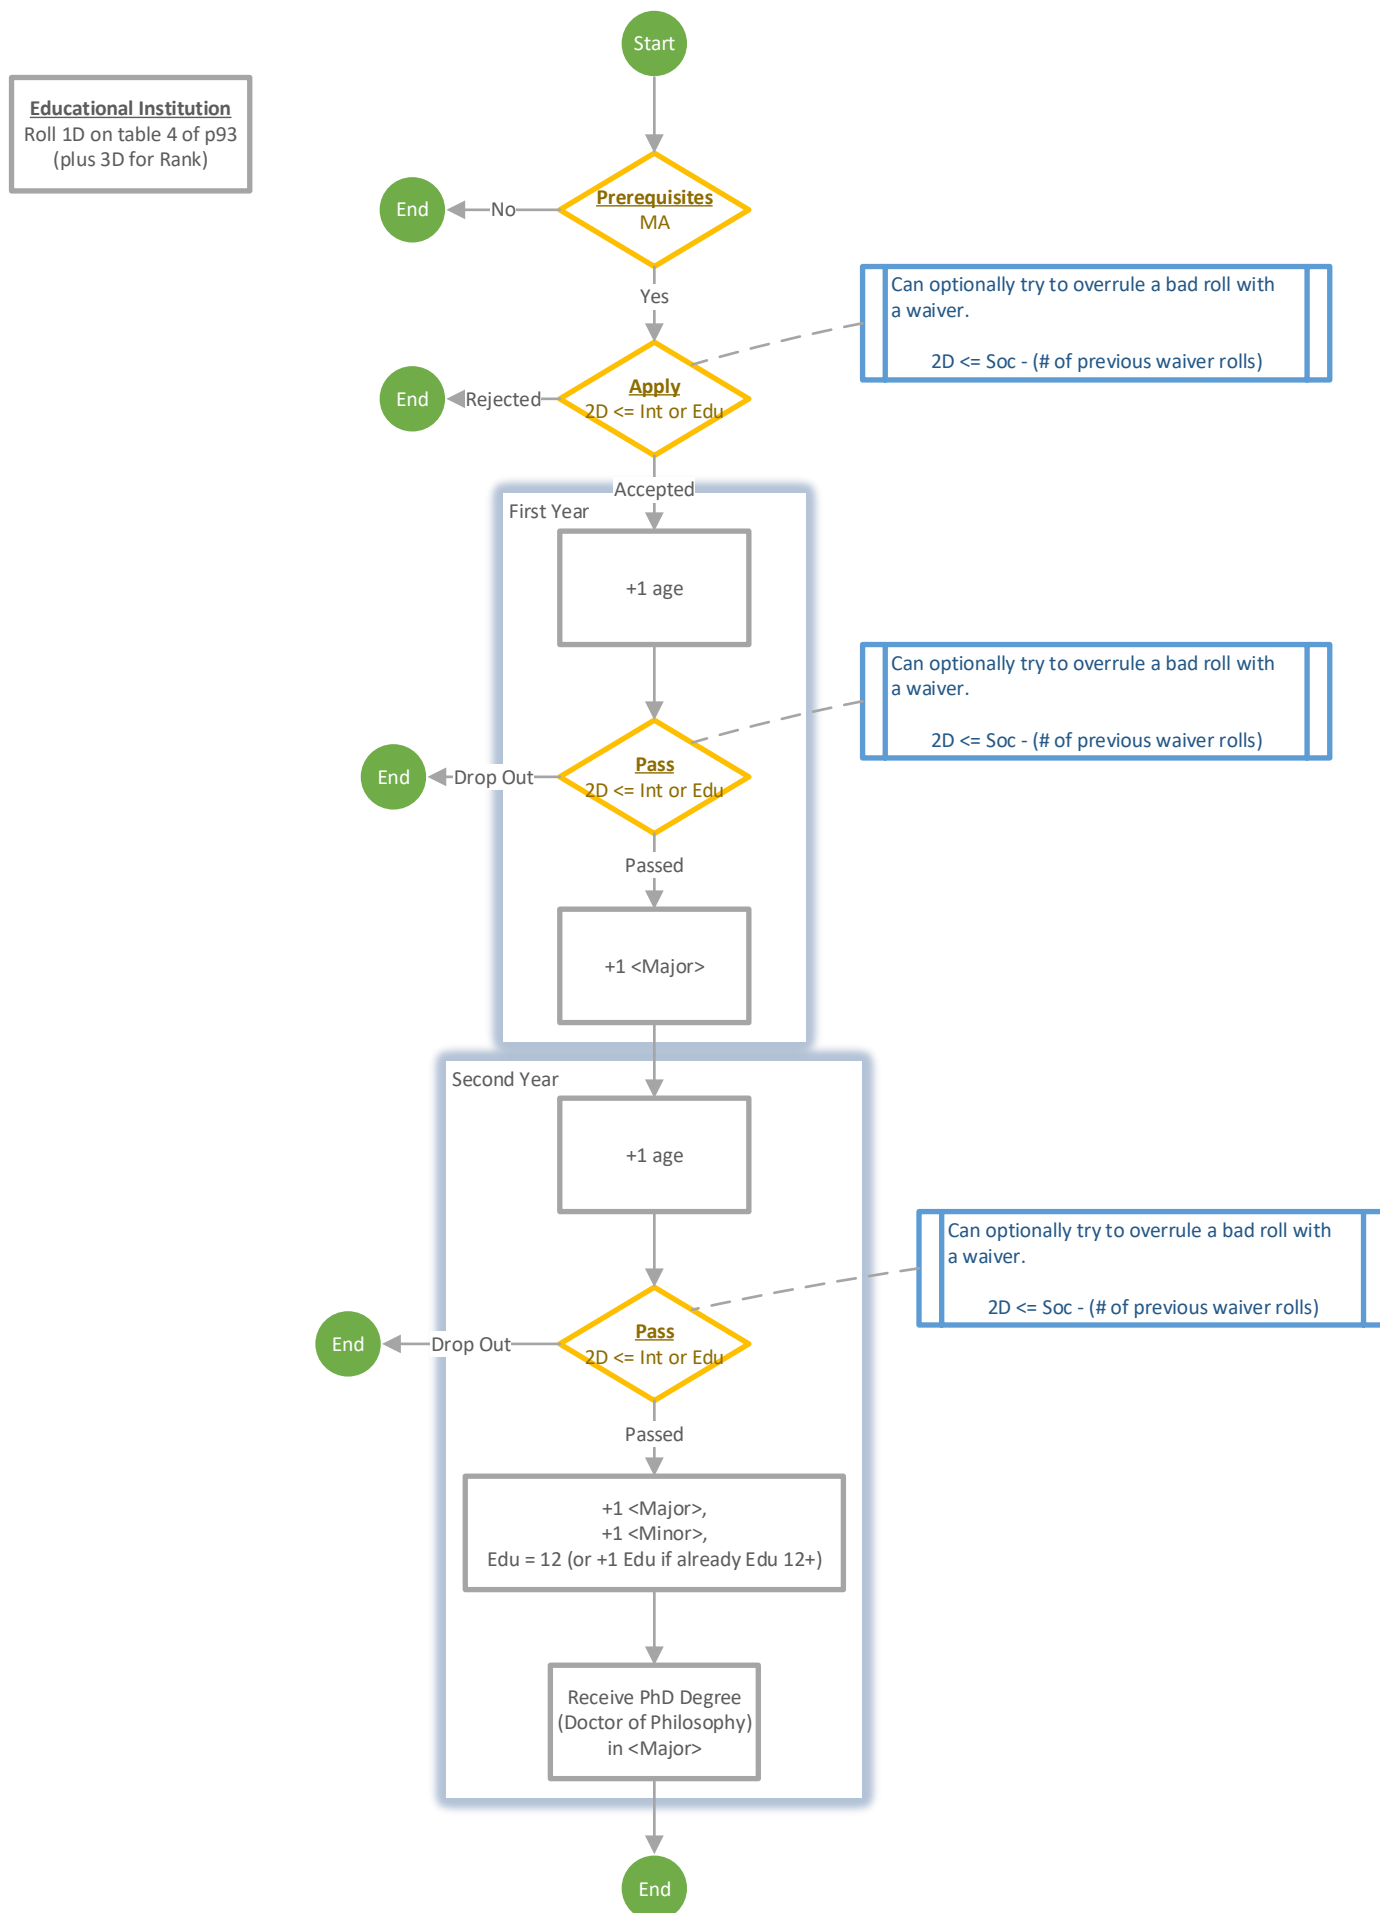 Start
Educational Institution
Roll 1D on table 4 of p93
(plus 3D for Rank)
Prerequisites
MA
No
End
Yes
Can optionally try to overrule a bad roll with
a waiver.
2D <= Soc - (# of previous waiver rolls)
Apply
2D <= Int or Edu
Rejected
End
Accepted
First Year
+1 age
Can optionally try to overrule a bad roll with
a waiver.
2D <= Soc - (# of previous waiver rolls)
Pass
2D <= Int or Edu
Drop Out
End
Passed
+1 <Major>
Second Year
+1 age
Can optionally try to overrule a bad roll with
a waiver.
2D <= Soc - (# of previous waiver rolls)
Pass
2D <= Int or Edu
Drop Out
End
Passed
+1 <Major>,
+1 <Minor>,
Edu = 12 (or +1 Edu if already Edu 12+)
Receive PhD Degree
(Doctor of Philosophy)
in <Major>
End